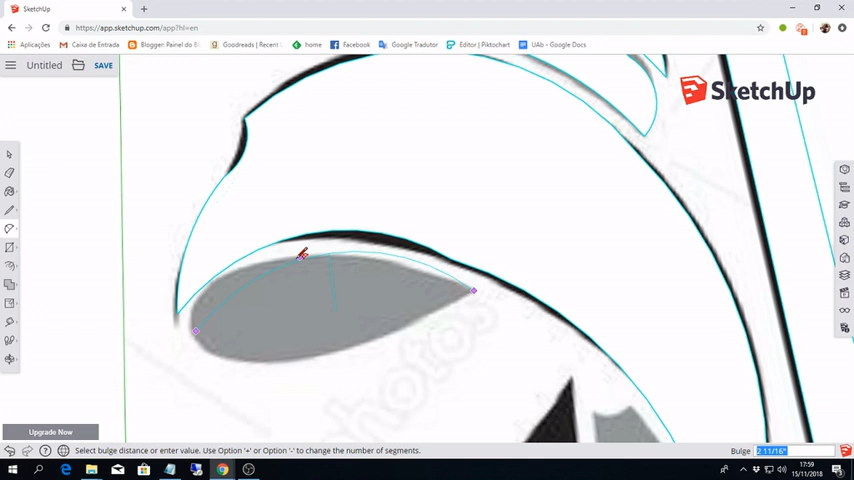 SketchUp
https://app.sketchup.com/app?hl=en
Aplicações Caixa de Entrada Blogger: Painel do B Goodreads | Recent home Facebook Google Tradutor Editor | Piktochart UAb - Google Docs
Untitled SAVE
SketchUp
hotos
Upgrade Now
Select bulge distance or enter value. Use Option '+' or Option '-' to change the number of segments. Bulge 2 11/16"
17:59
15/11/2018